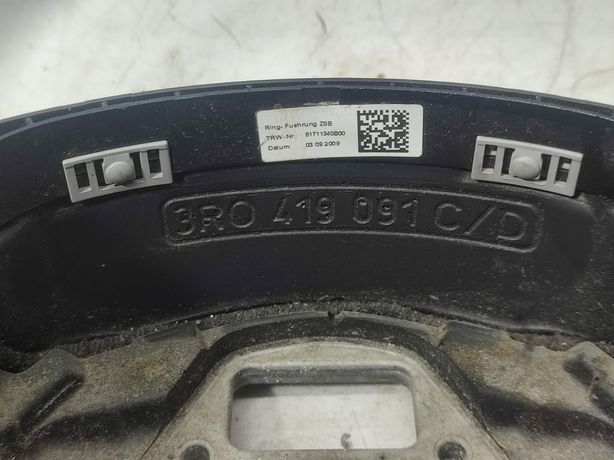 Ring- Fuehrung ZSB
TRW-Nr.: 61711340B00
Datum: 03.09.2009
3R0 419 091 C/D